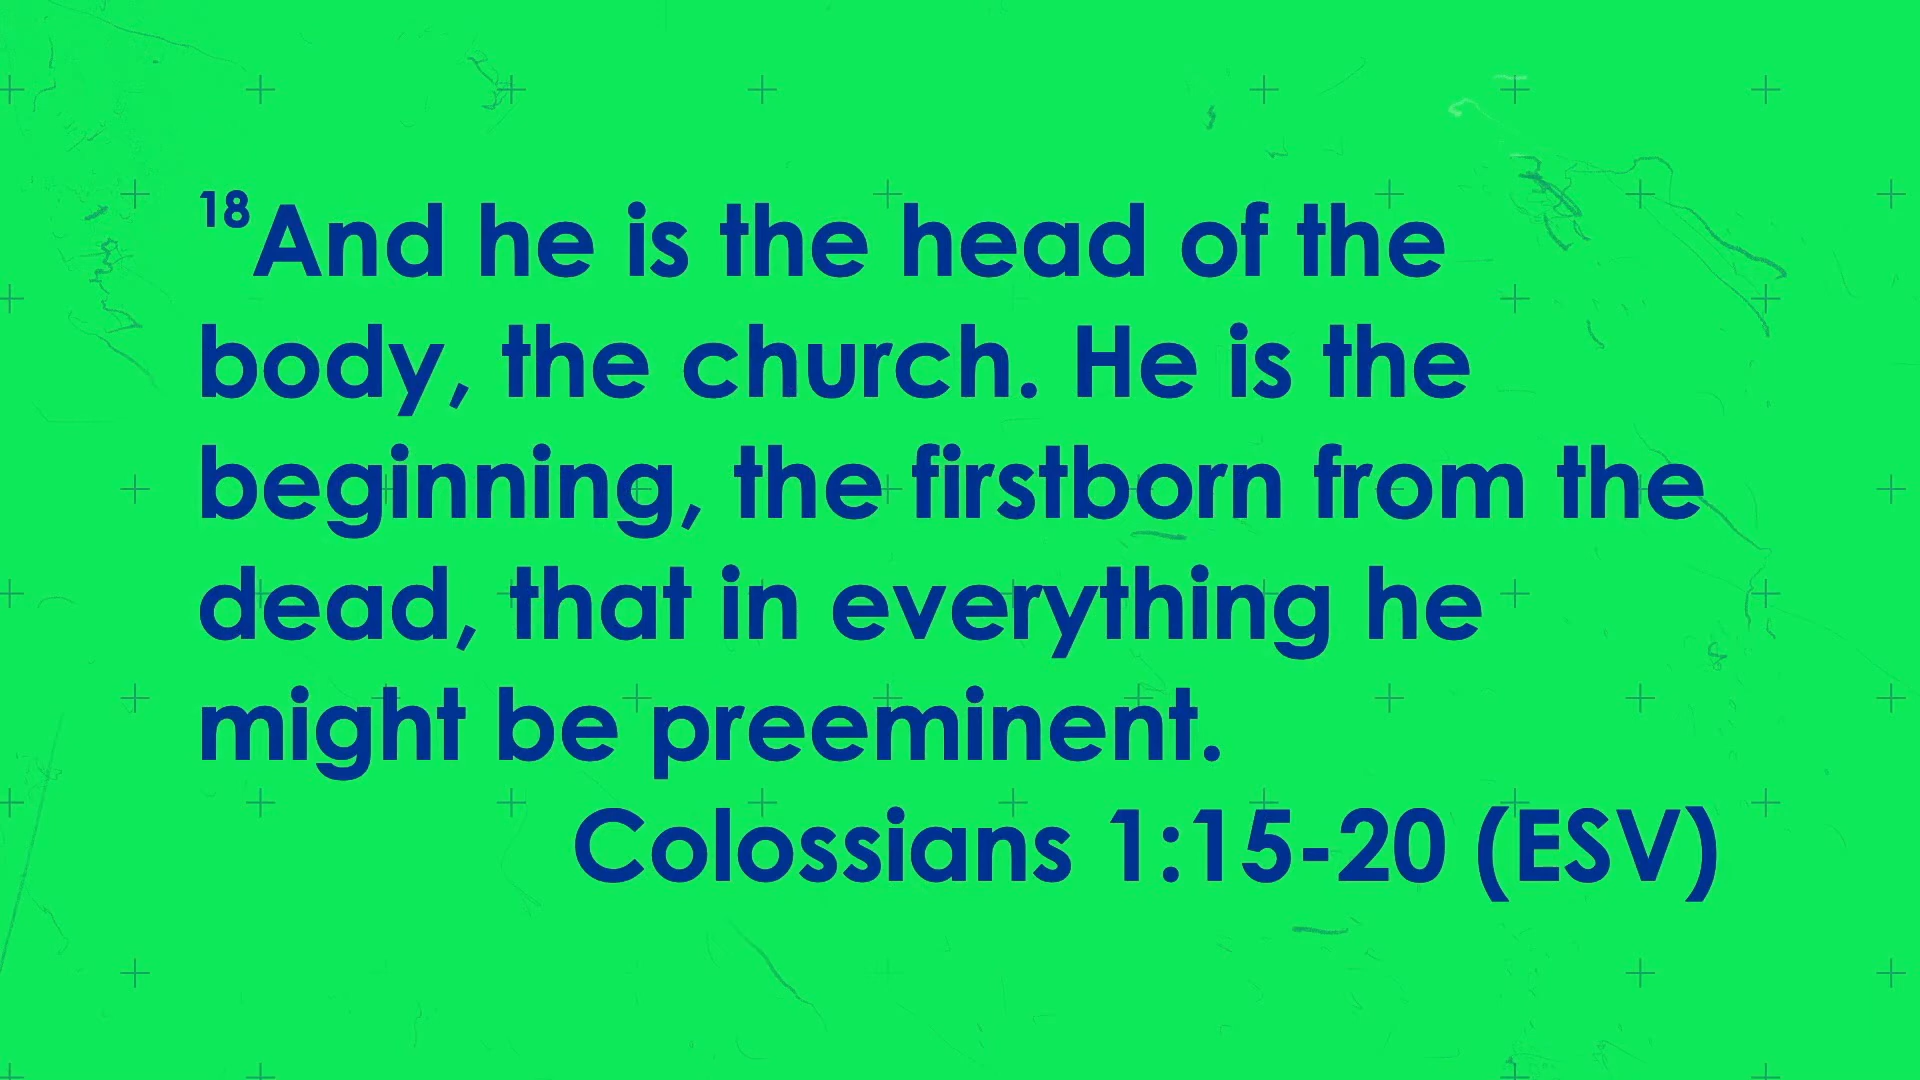 18And he is the head of the
body, the church. He is the
beginning, the firstborn from the
dead, that in everything he
might be preeminent.
Colossians 1:15-20 (ESV)